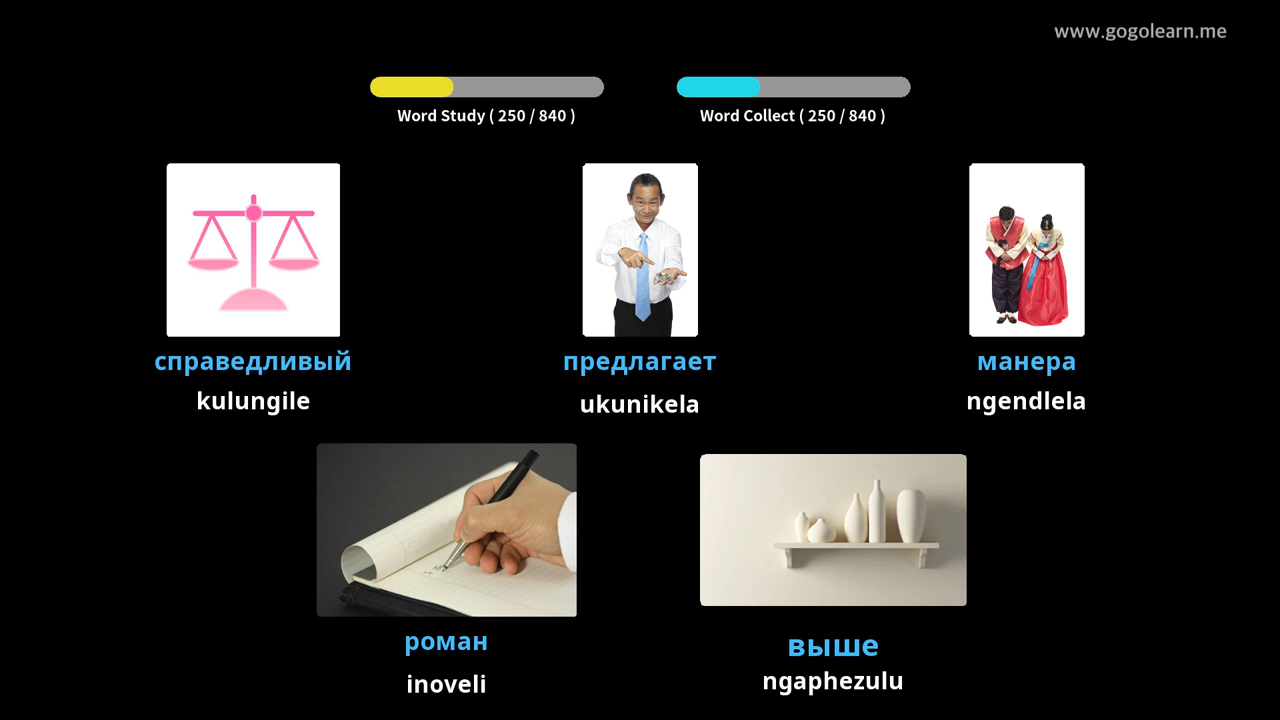 www.gogolearn.me
Word Study ( 250 / 840 )
Word Collect ( 250 / 840 )
справедливый
kulungile
предлагает
ukunikela
манера
ngendlela
роман
inoveli
выше
ngaphezulu